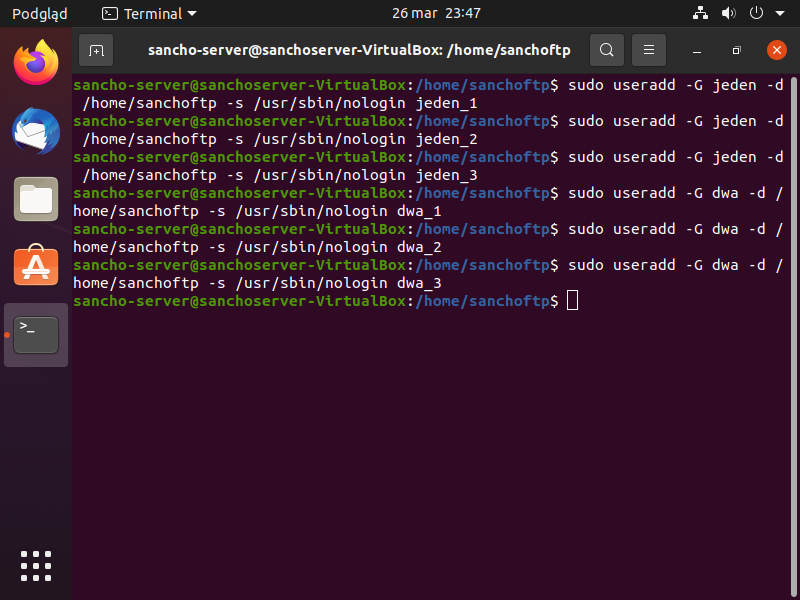 Podgląd Terminal 26 mar 23:47
sancho-server@sanchoserver-VirtualBox: /home/sanchoftp
sancho-server@sanchoserver-VirtualBox:/home/sanchoftp$ sudo useradd -G jeden -d
 /home/sanchoftp -s /usr/sbin/nologin jeden_1
sancho-server@sanchoserver-VirtualBox:/home/sanchoftp$ sudo useradd -G jeden -d
 /home/sanchoftp -s /usr/sbin/nologin jeden_2
sancho-server@sanchoserver-VirtualBox:/home/sanchoftp$ sudo useradd -G jeden -d
 /home/sanchoftp -s /usr/sbin/nologin jeden_3
sancho-server@sanchoserver-VirtualBox:/home/sanchoftp$ sudo useradd -G dwa -d /
home/sanchoftp -s /usr/sbin/nologin dwa_1
sancho-server@sanchoserver-VirtualBox:/home/sanchoftp$ sudo useradd -G dwa -d /
home/sanchoftp -s /usr/sbin/nologin dwa_2
sancho-server@sanchoserver-VirtualBox:/home/sanchoftp$ sudo useradd -G dwa -d /
home/sanchoftp -s /usr/sbin/nologin dwa_3
sancho-server@sanchoserver-VirtualBox:/home/sanchoftp$